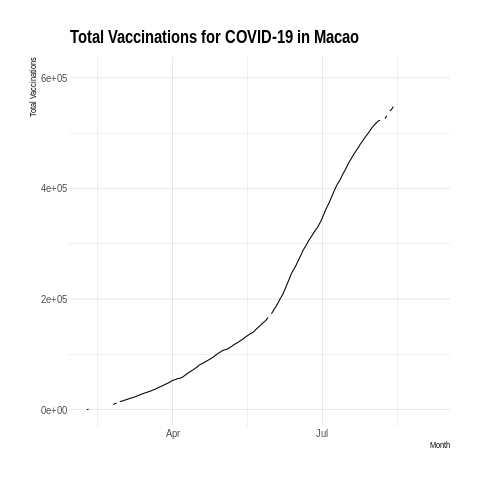 Total Vaccinations for COVID-19 in Macao
Total Vaccinations
6e+05
4e+05
2e+05
0e+00
Apr
Jul
Month